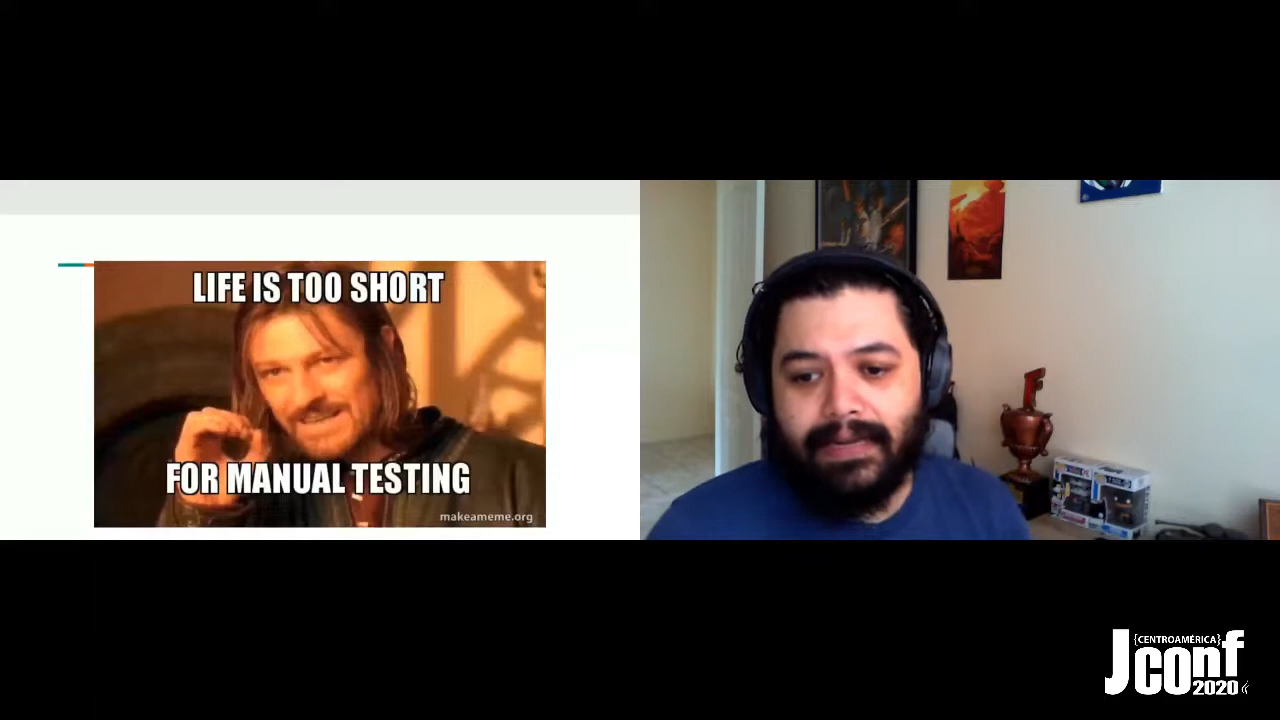 LIFE IS TOO SHORT
FOR MANUAL TESTING
makeameme.org
{CENTROAMÉRICA}
Jconf
2020